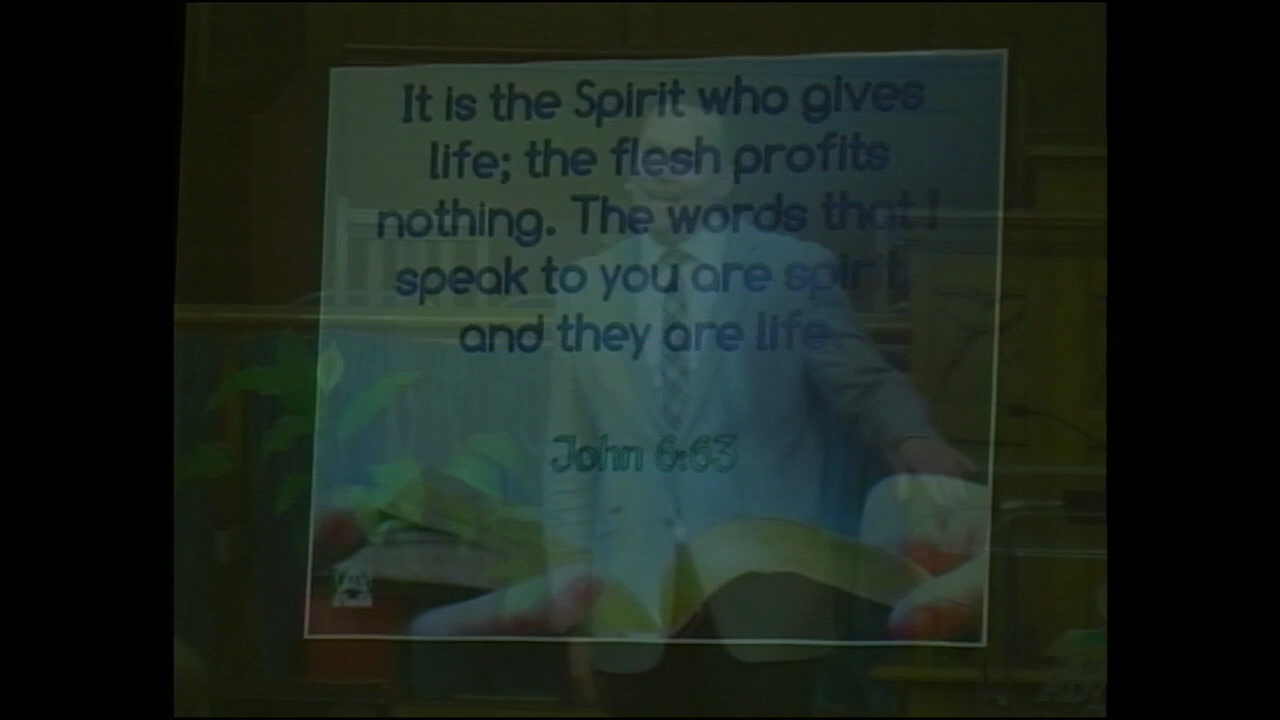 It is the Spirit who gives
life; the flesh profits
nothing. The words that I
speak to you are spirit,
and they are life.
John 6:63